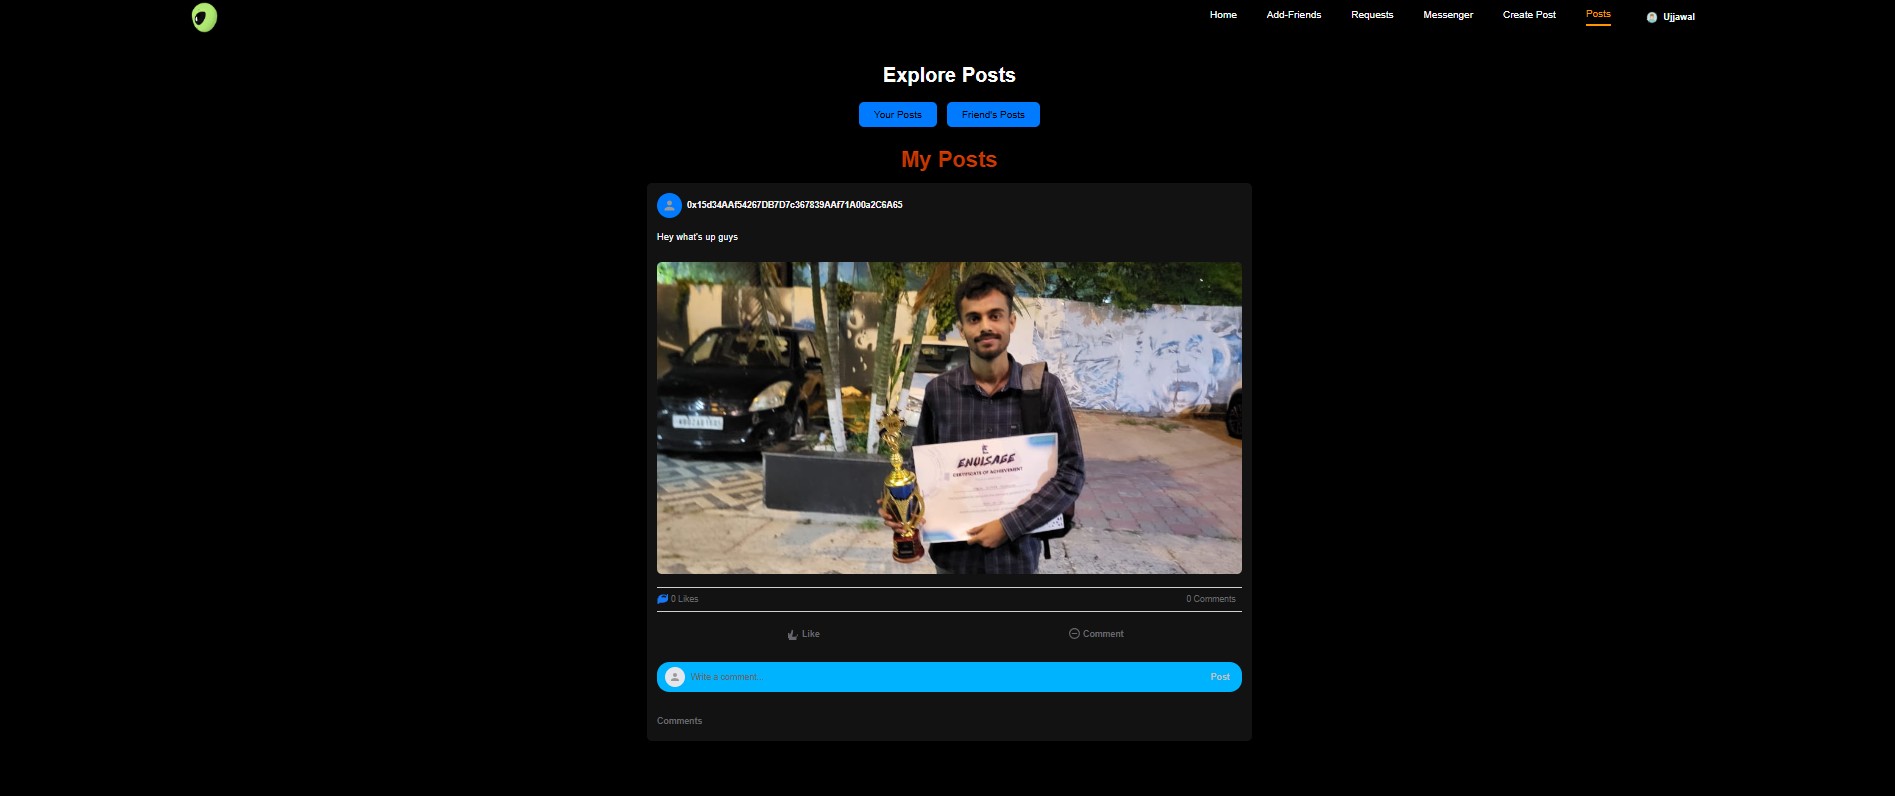 Home Add-Friends Requests Messenger Create Post Posts Ujjawal
Explore Posts
Your Posts Friend's Posts
My Posts
0x15d34AAf54267DB7D7c367839AAf71A00a2C6A65
Hey what's up guys
ENVISAGE
CERTIFICATE OF ACHIEVEMENT
0 Likes 0 Comments
Like Comment
Write a comment...
Post
Comments